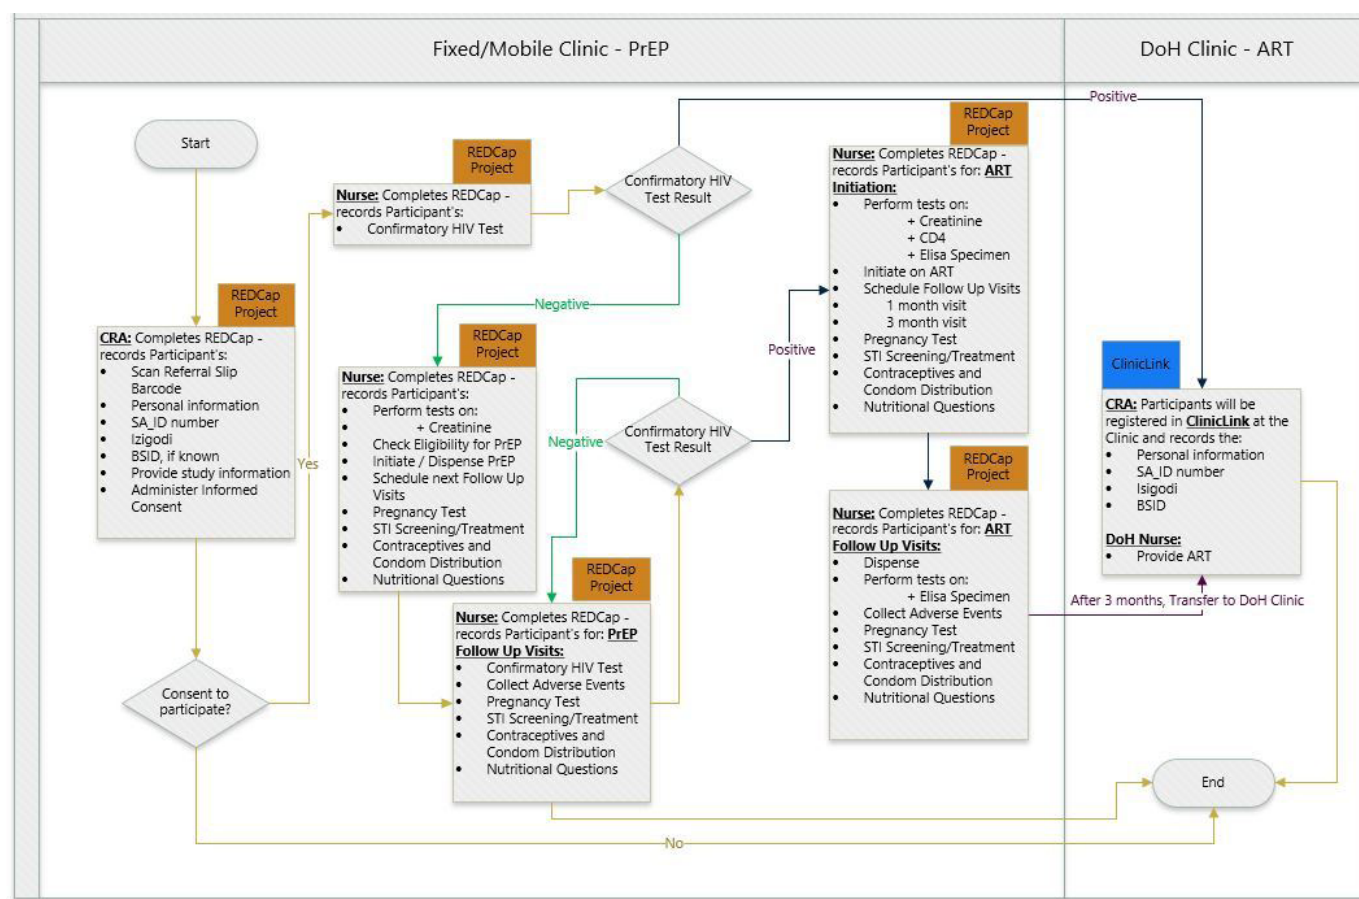 Fixed/Mobile Clinic - PrEP
DoH Clinic - ART
Start
REDCap
Project
CRA: Completes REDCap -
records Participant's:
• Scan Referral Slip
Barcode
• Personal information
• SA_ID number
• Izigodi
• BSID, if known
• Provide study information
• Administer Informed
Consent
Consent to
participate?
Yes
No
REDCap
Project
Nurse: Completes REDCap -
records Participant's:
• Confirmatory HIV Test
Confirmatory HIV
Test Result
Positive
Negative
REDCap
Project
Nurse: Completes REDCap -
records Participant's:
• Perform tests on:
• + Creatinine
• Check Eligibility for PrEP
• Initiate / Dispense PrEP
• Schedule next Follow Up
Visits
• Pregnancy Test
• STI Screening/Treatment
• Contraceptives and
Condom Distribution
• Nutritional Questions
REDCap
Project
Nurse: Completes REDCap -
records Participant's for: PrEP
Follow Up Visits:
• Confirmatory HIV Test
• Collect Adverse Events
• Pregnancy Test
• STI Screening/Treatment
• Contraceptives and
Condom Distribution
• Nutritional Questions
Confirmatory HIV
Test Result
Negative
Positive
REDCap
Project
Nurse: Completes REDCap -
records Participant's for: ART
Initiation:
• Perform tests on:
+ Creatinine
+ CD4
+ Elisa Specimen
• Initiate on ART
• Schedule Follow Up Visits
• 1 month visit
• 3 month visit
• Pregnancy Test
• STI Screening/Treatment
• Contraceptives and
Condom Distribution
• Nutritional Questions
REDCap
Project
Nurse: Completes REDCap -
records Participant's for: ART
Follow Up Visits:
• Dispense
• Perform tests on:
+ Elisa Specimen
• Collect Adverse Events
• Pregnancy Test
• STI Screening/Treatment
• Contraceptives and
Condom Distribution
• Nutritional Questions
After 3 months, Transfer to DoH Clinic
ClinicLink
CRA: Participants will be
registered in ClinicLink at the
Clinic and records the:
• Personal information
• SA_ID number
• Isigodi
• BSID
DoH Nurse:
• Provide ART
End